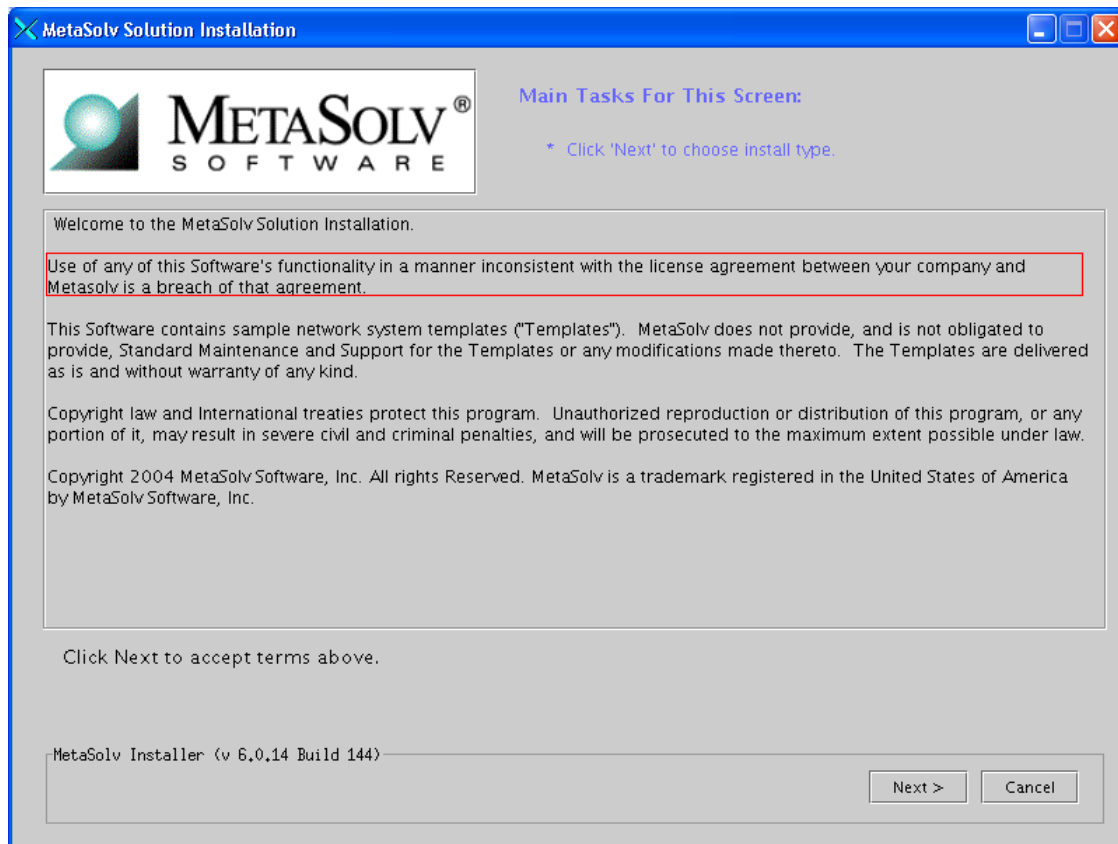 MetaSolv Solution Installation
METASOLV®
SOFTWARE
Main Tasks For This Screen:
* Click 'Next' to choose install type.
Welcome to the MetaSolv Solution Installation.
Use of any of this Software's functionality in a manner inconsistent with the license agreement between your company and
Metasolv is a breach of that agreement.
This Software contains sample network system templates ("Templates").  MetaSolv does not provide, and is not obligated to
provide, Standard Maintenance and Support for the Templates or any modifications made thereto.  The Templates are delivered
as is and without warranty of any kind.
Copyright law and International treaties protect this program.  Unauthorized reproduction or distribution of this program, or any
portion of it, may result in severe civil and criminal penalties, and will be prosecuted to the maximum extent possible under law.
Copyright 2004 MetaSolv Software, Inc. All rights Reserved. MetaSolv is a trademark registered in the United States of America
by MetaSolv Software, Inc.
Click Next to accept terms above.
MetaSolv Installer (v 6.0.14 Build 144)
Next >
Cancel